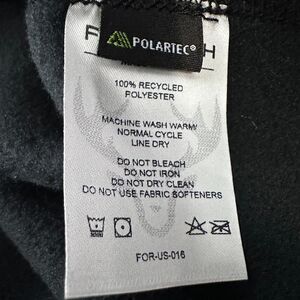 POLARTEC®
100% RECYCLED
POLYESTER
MACHINE WASH WARM/
NORMAL CYCLE
LINE DRY
DO NOT BLEACH
DO NOT IRON
DO NOT DRY CLEAN
DO NOT USE FABRIC SOFTENERS
FOR-US-016